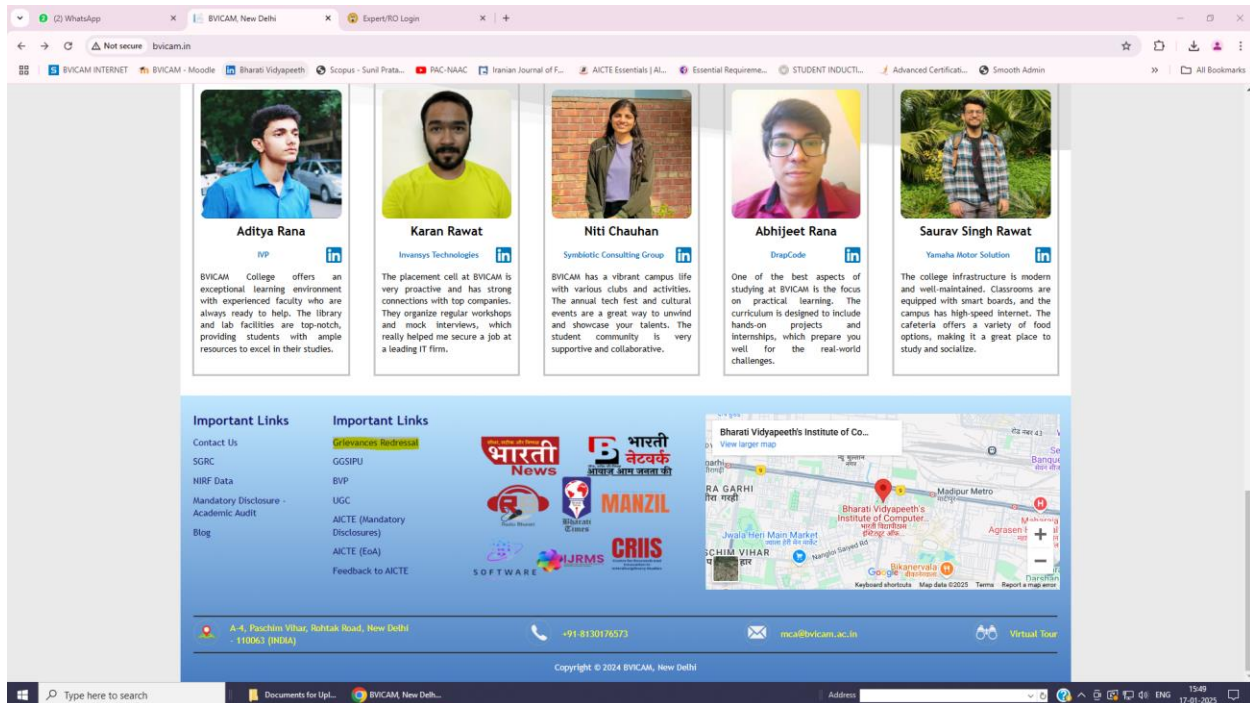 (2) WhatsApp
BVICAM, New Delhi
Expert/RO Login
Not secure
bvicam.in
BVICAM INTERNET
BVICAM - Moodle
Bharati Vidyapeeth
Scopus - Sunil Prata...
PAC-NAAC
Iranian Journal of F...
AICTE Essentials | Al...
Essential Requireme...
STUDENT INDUCTI...
Advanced Certificati...
Smooth Admin
All Bookmarks
Aditya Rana
IVP
BVICAM College offers an
exceptional learning environment
with experienced faculty who are
always ready to help. The library
and lab facilities are top-notch,
providing students with ample
resources to excel in their studies.
Karan Rawat
Invansys Technologies
The placement cell at BVICAM is
very proactive and has strong
connections with top companies.
They organize regular workshops
and mock interviews, which
really helped me secure a job at
a leading IT firm.
Niti Chauhan
Symbiotic Consulting Group
BVICAM has a vibrant campus life
with various clubs and activities.
The annual tech fest and cultural
events are a great way to unwind
and showcase your talents. The
student community is very
supportive and collaborative.
Abhijeet Rana
DrapCode
One of the best aspects of
studying at BVICAM is the focus
on practical learning. The
curriculum is designed to include
hands-on projects and
internships, which prepare you
well for the real-world
challenges.
Saurav Singh Rawat
Yamaha Motor Solution
The college infrastructure is modern
and well-maintained. Classrooms are
equipped with smart boards, and the
campus has high-speed internet. The
cafeteria offers a variety of food
options, making it a great place to
study and socialize.
Important Links
Contact Us
SGRC
NIRF Data
Mandatory Disclosure -
Academic Audit
Blog
Important Links
Grievances Redressal
GGSIPU
BVP
UGC
AICTE (Mandatory
Disclosures)
AICTE (EoA)
Feedback to AICTE
भारती
News
भारती
नेटवर्क
आवाज आम जनता की
Radio Bharati
Bharati
Times
MANZIL
SOFTWARE
IJRMS
CRIIS
Bharati Vidyapeeth's Institute of Co...
View larger map
Madipur Metro
Bharati Vidyapeeth's
Institute of Computer...
Jwala Heri Main Market
Nangloi Saiyed Rd
Bikanervala
Google
Keyboard shortcuts
Map data ©2025
Terms
Report a map error
A-4, Paschim Vihar, Rohtak Road, New Delhi
- 110063 (INDIA)
+91-8130176573
mca@bvicam.ac.in
Virtual Tour
Copyright © 2024 BVICAM, New Delhi
Type here to search
Documents for Upl...
BVICAM, New Delh...
Address
ENG
15:49
17-01-2025